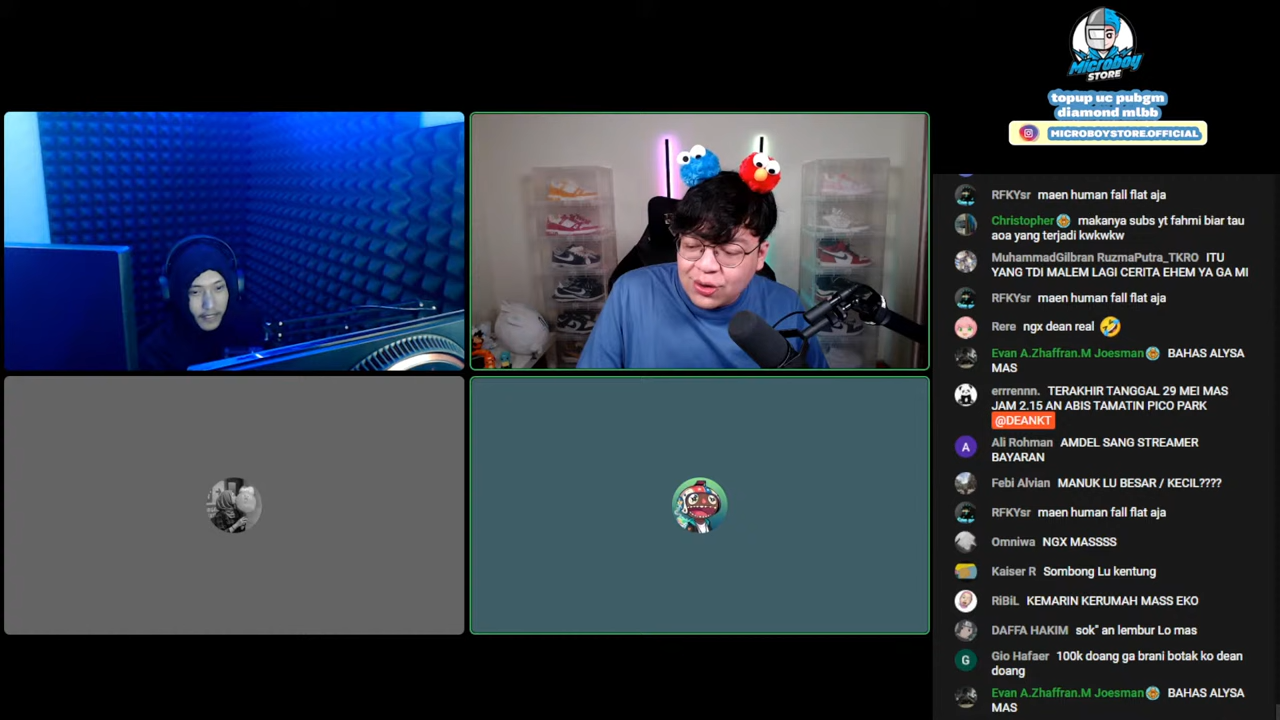 MICROBOY
STORE
topup uc pubgm
diamond mlbb
MICROBOYSTORE.OFFICIAL
RFKYsr maen human fall flat aja
Christopher makanya subs yt fahmi biar tau
aoa yang terjadi kwkwkw
MuhammadGilbran RuzmaPutra_TKRO ITU
YANG TDI MALEM LAGI CERITA EHEM YA GA MI
RFKYsr maen human fall flat aja
Rere ngx dean real
Evan A.Zhaffran.M Joesman BAHAS ALYSA
MAS
errrennn. TERAKHIR TANGGAL 29 MEI MAS
JAM 2.15 AN ABIS TAMATIN PICO PARK
@DEANKT
A Ali Rohman AMDEL SANG STREAMER
BAYARAN
Febi Alvian MANUK LU BESAR / KECIL????
RFKYsr maen human fall flat aja
Omniwa NGX MASSSS
Kaiser R Sombong Lu kentung
RiBiL KEMARIN KERUMAH MASS EKO
DAFFA HAKIM sok" an lembur Lo mas
G Gio Hafaer 100k doang ga brani botak ko dean
doang
Evan A.Zhaffran.M Joesman BAHAS ALYSA
MAS